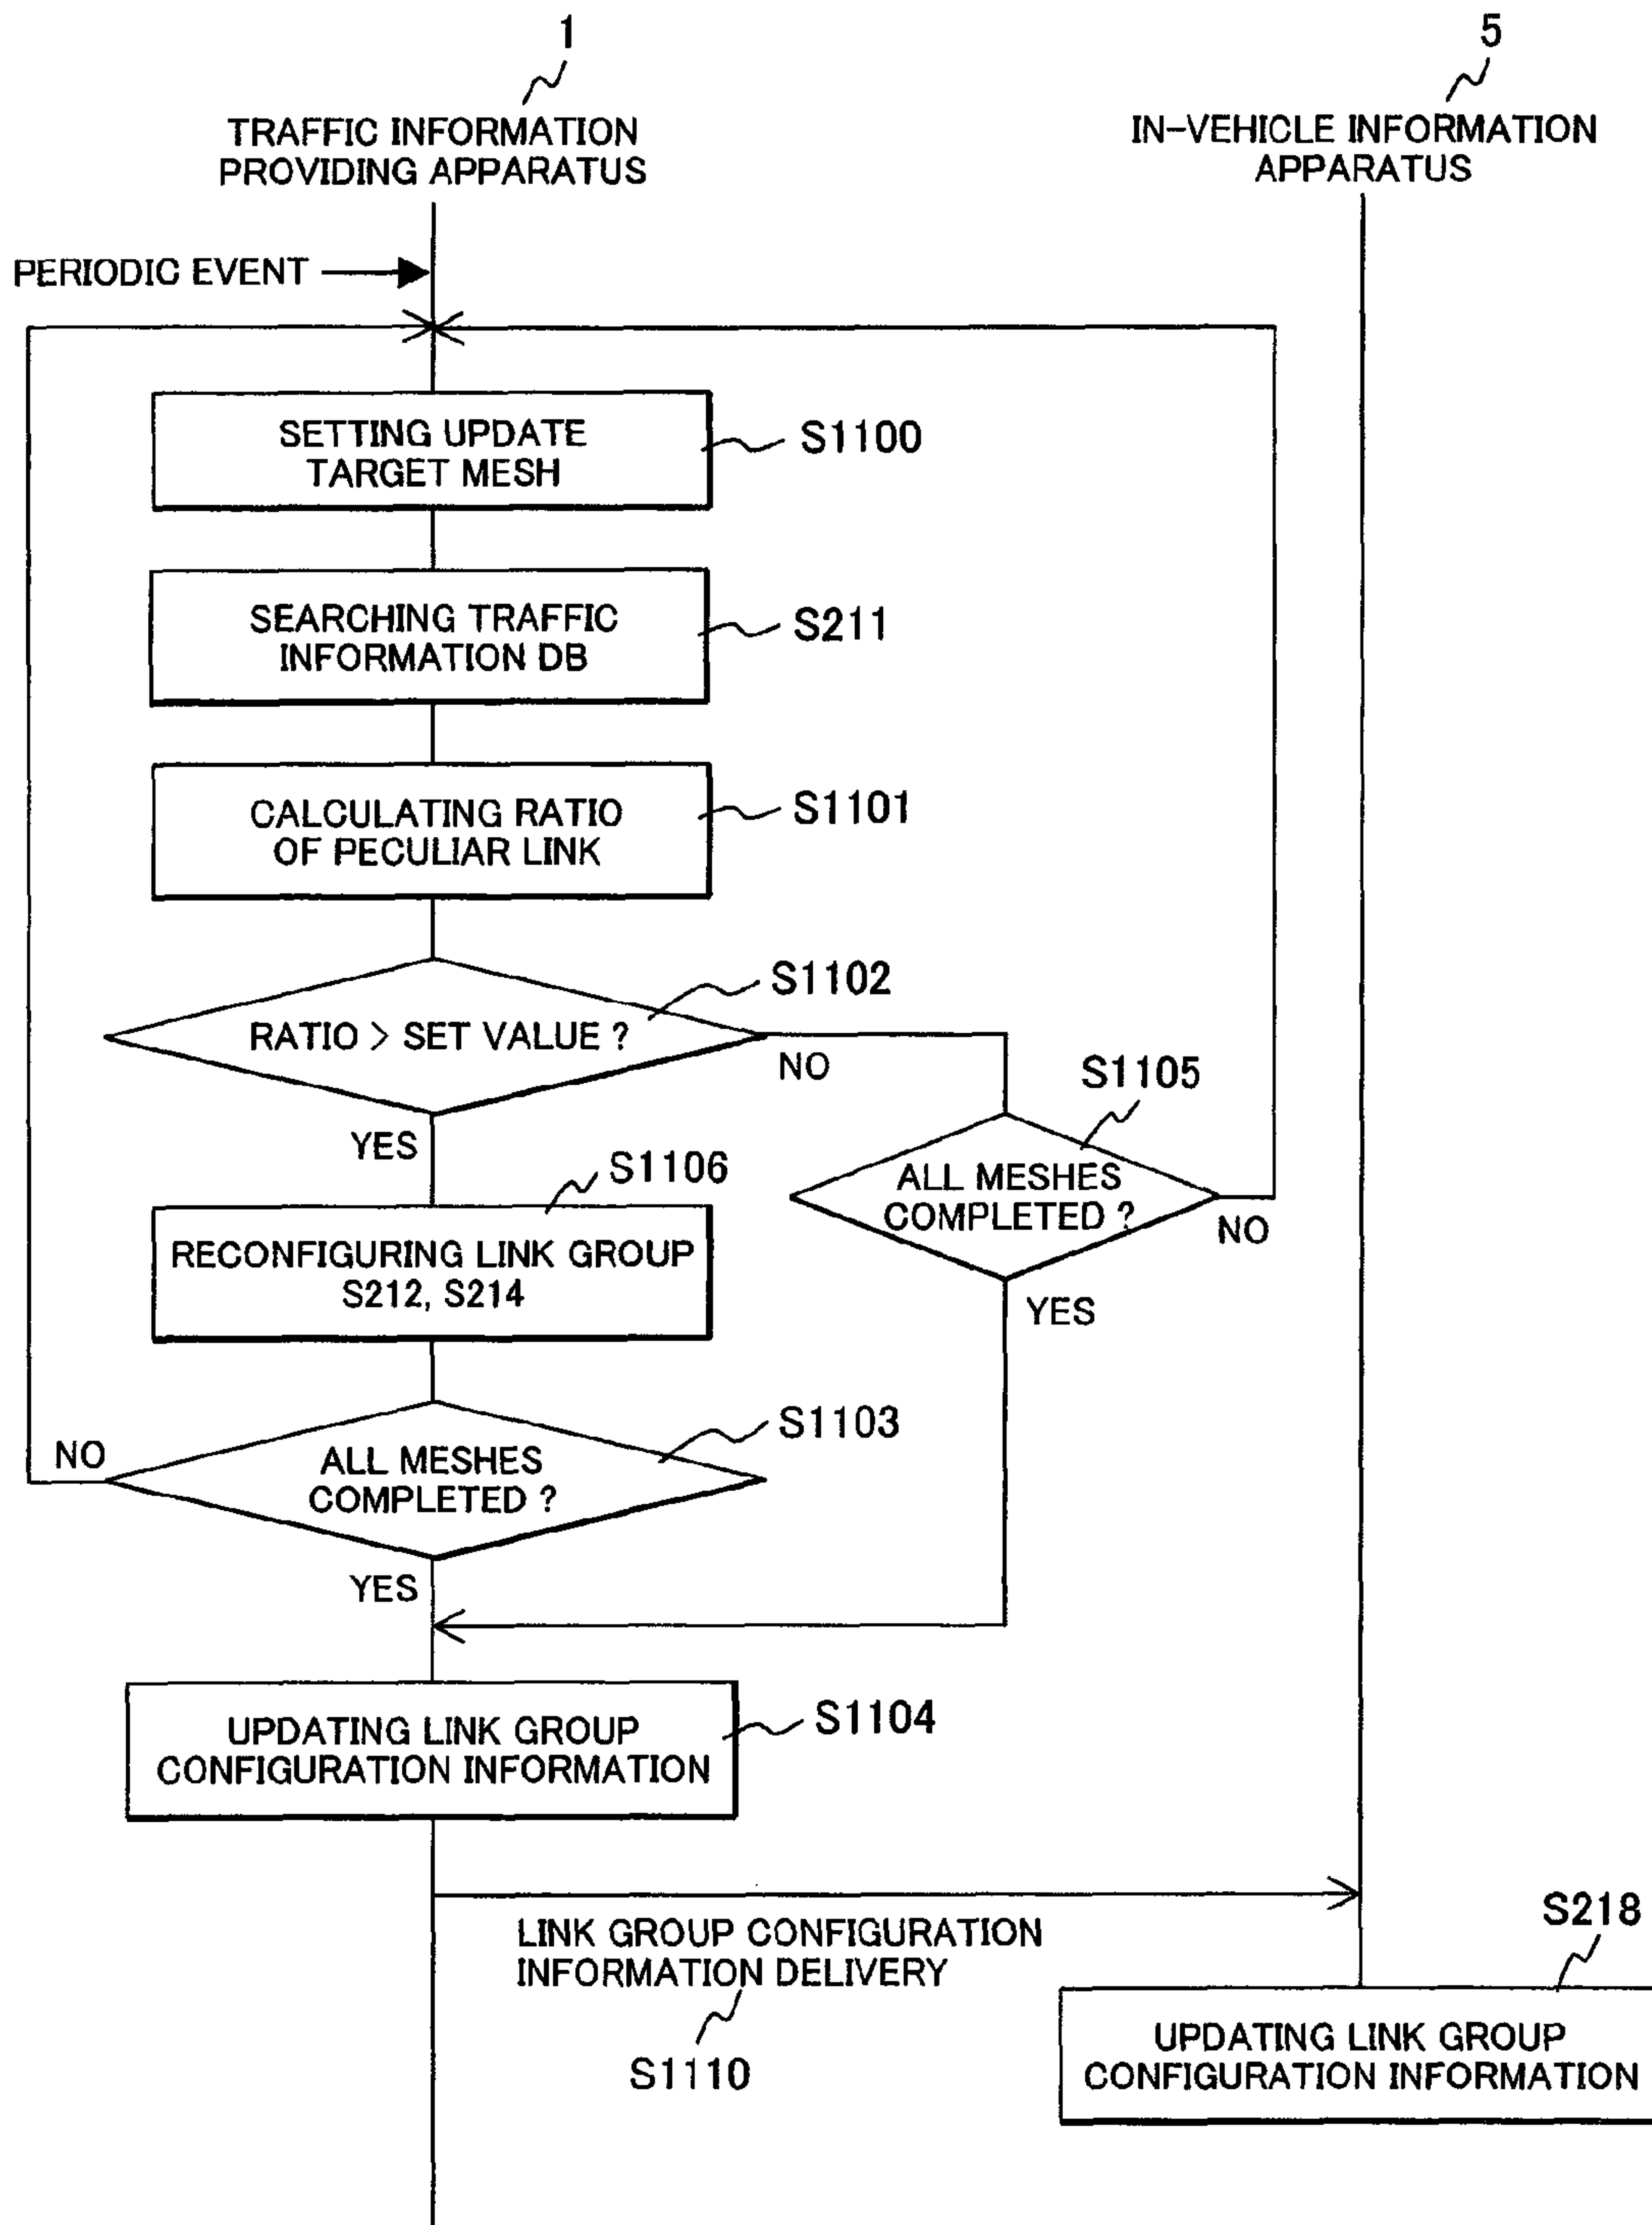 1
5
TRAFFIC INFORMATION
PROVIDING APPARATUS
IN-VEHICLE INFORMATION
APPARATUS
PERIODIC EVENT
SETTING UPDATE
TARGET MESH
S1100
SEARCHING TRAFFIC
INFORMATION DB
S211
CALCULATING RATIO
OF PECULIAR LINK
S1101
S1102
RATIO > SET VALUE ?
NO
YES
S1105
ALL MESHES
COMPLETED ?
NO
YES
S1106
RECONFIGURING LINK GROUP
S212, S214
S1103
NO
ALL MESHES
COMPLETED ?
YES
UPDATING LINK GROUP
CONFIGURATION INFORMATION
S1104
LINK GROUP CONFIGURATION
INFORMATION DELIVERY
S1110
S218
UPDATING LINK GROUP
CONFIGURATION INFORMATION